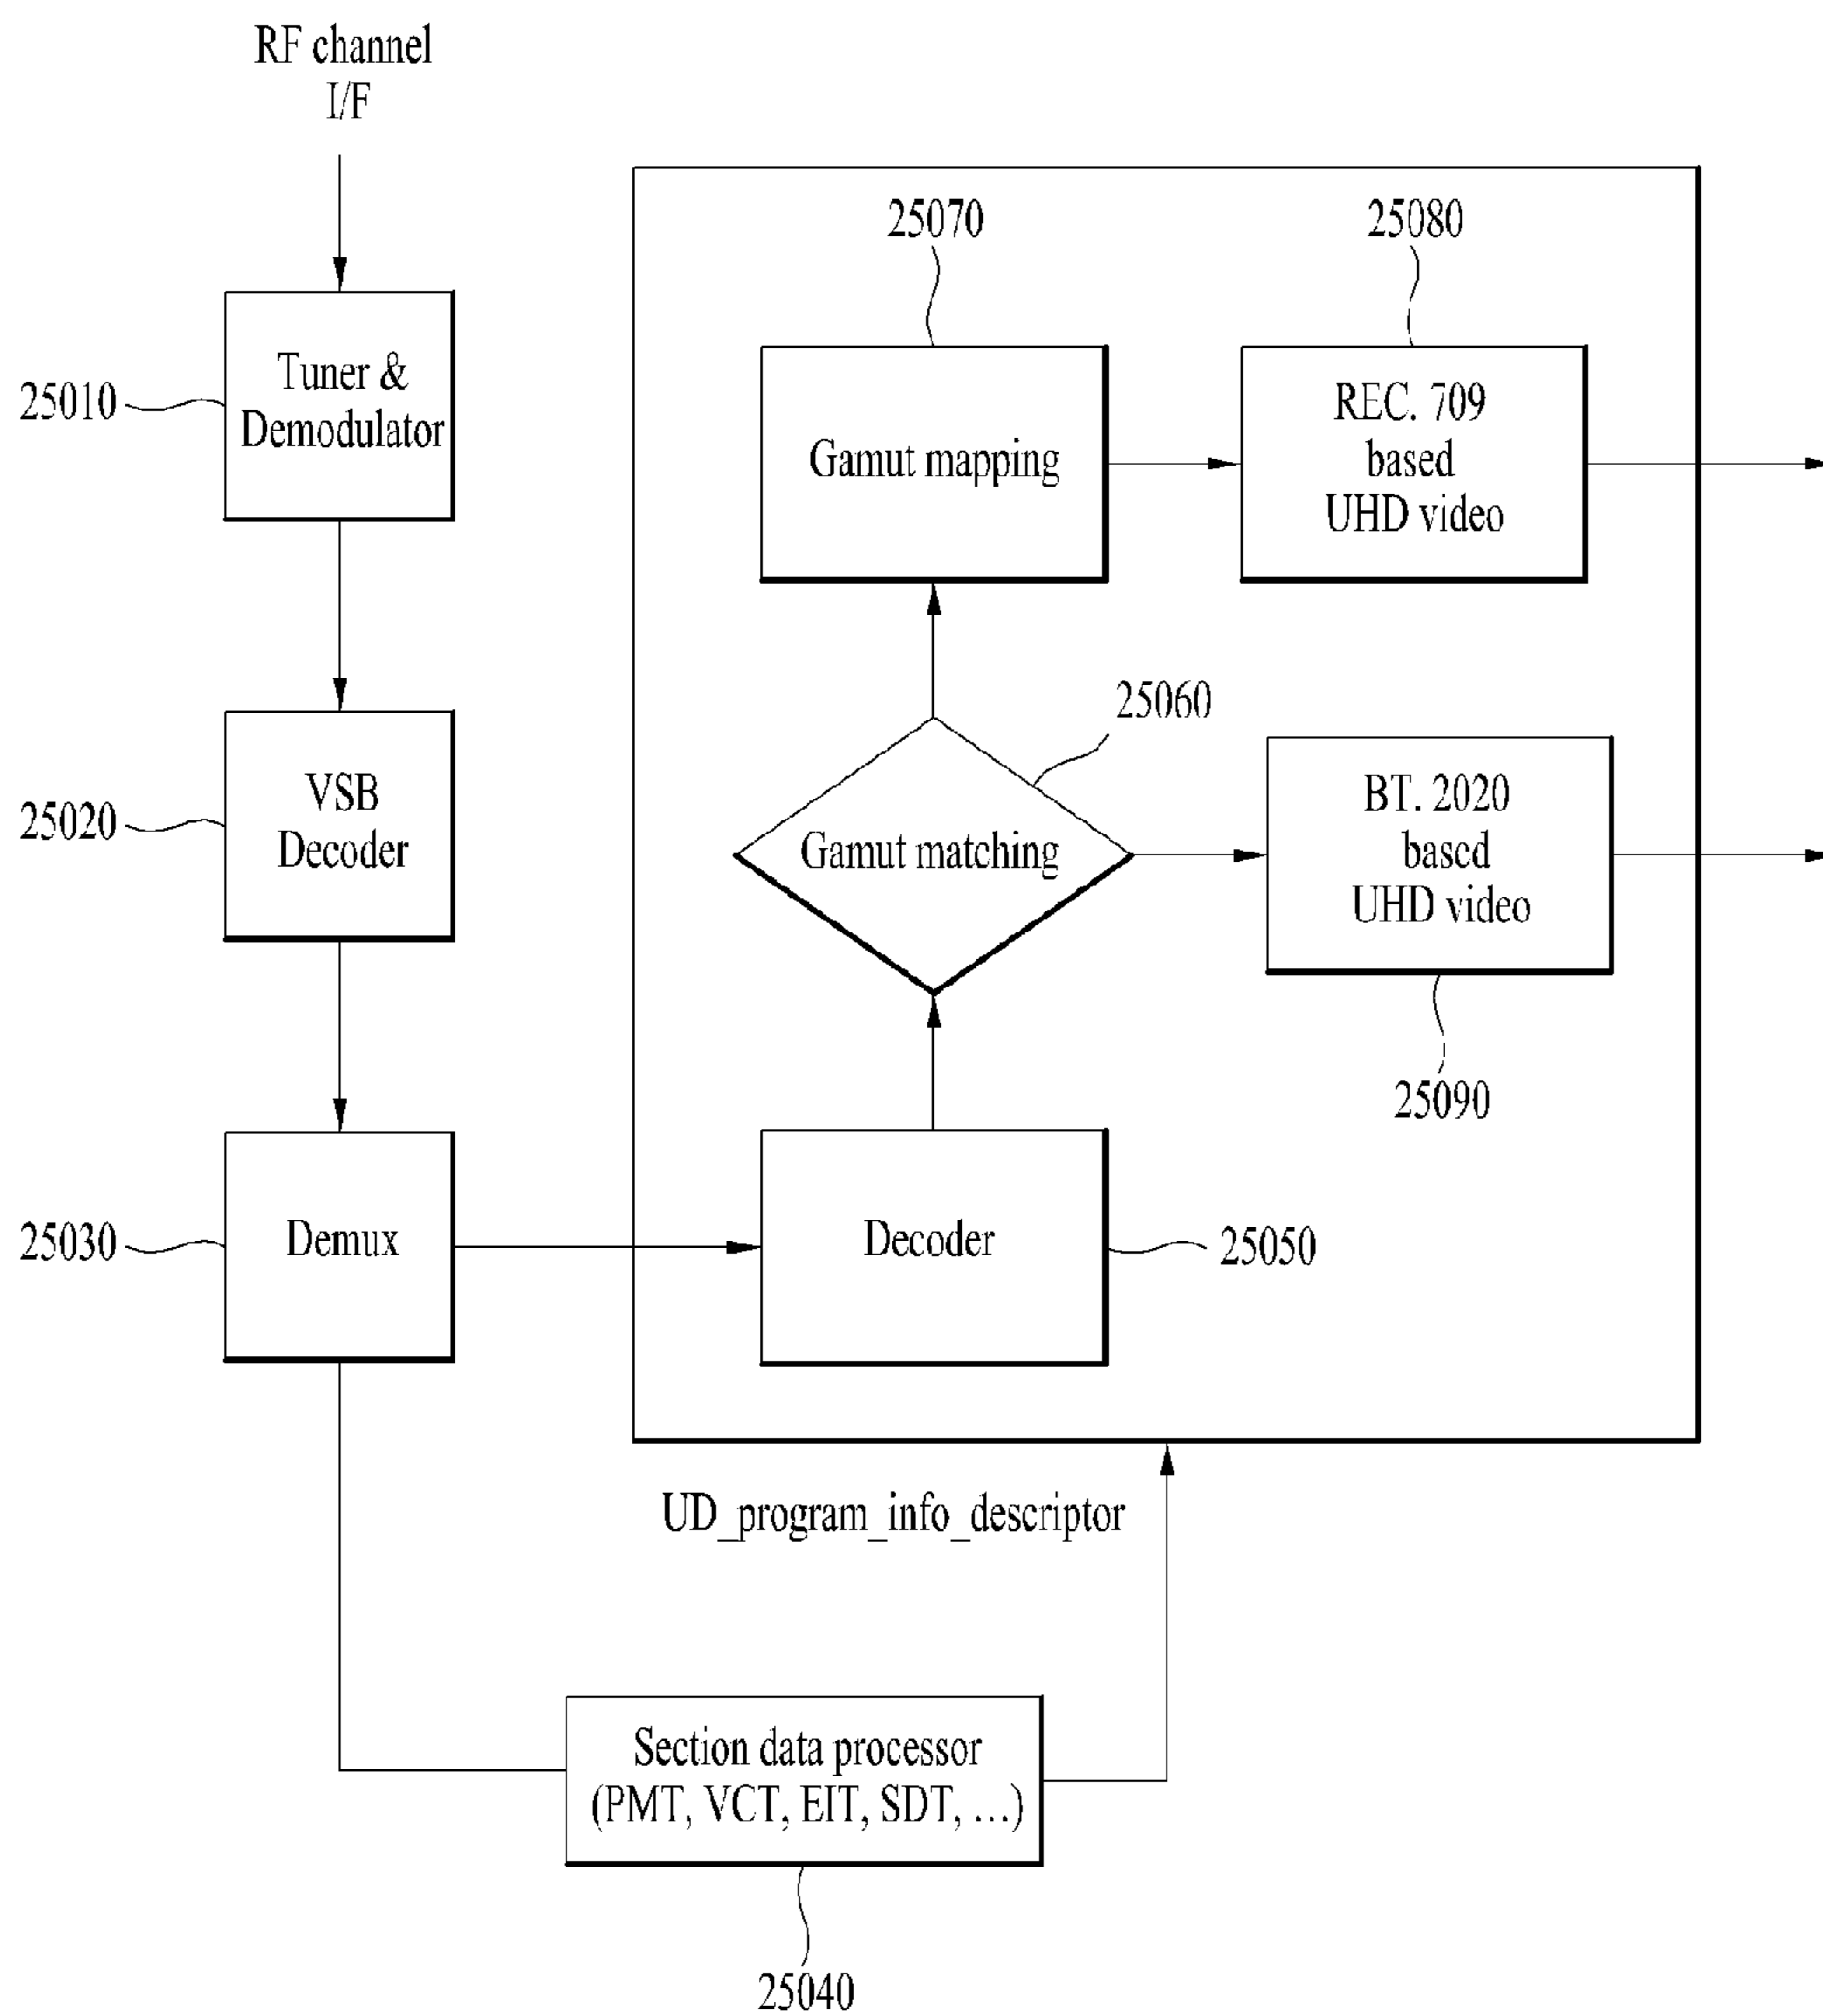 RF channel
I/F
25070
25080
25010
Tuner &
Demodulator
Gamut mapping
REC. 709
based
UHD video
25060
25020
VSB
Decoder
Gamut matching
BT. 2020
based
UHD video
25090
25030
Demux
Decoder
25050
UD_program_info_descriptor
Section data processor
(PMT, VCT, EIT, SDT, …)
25040